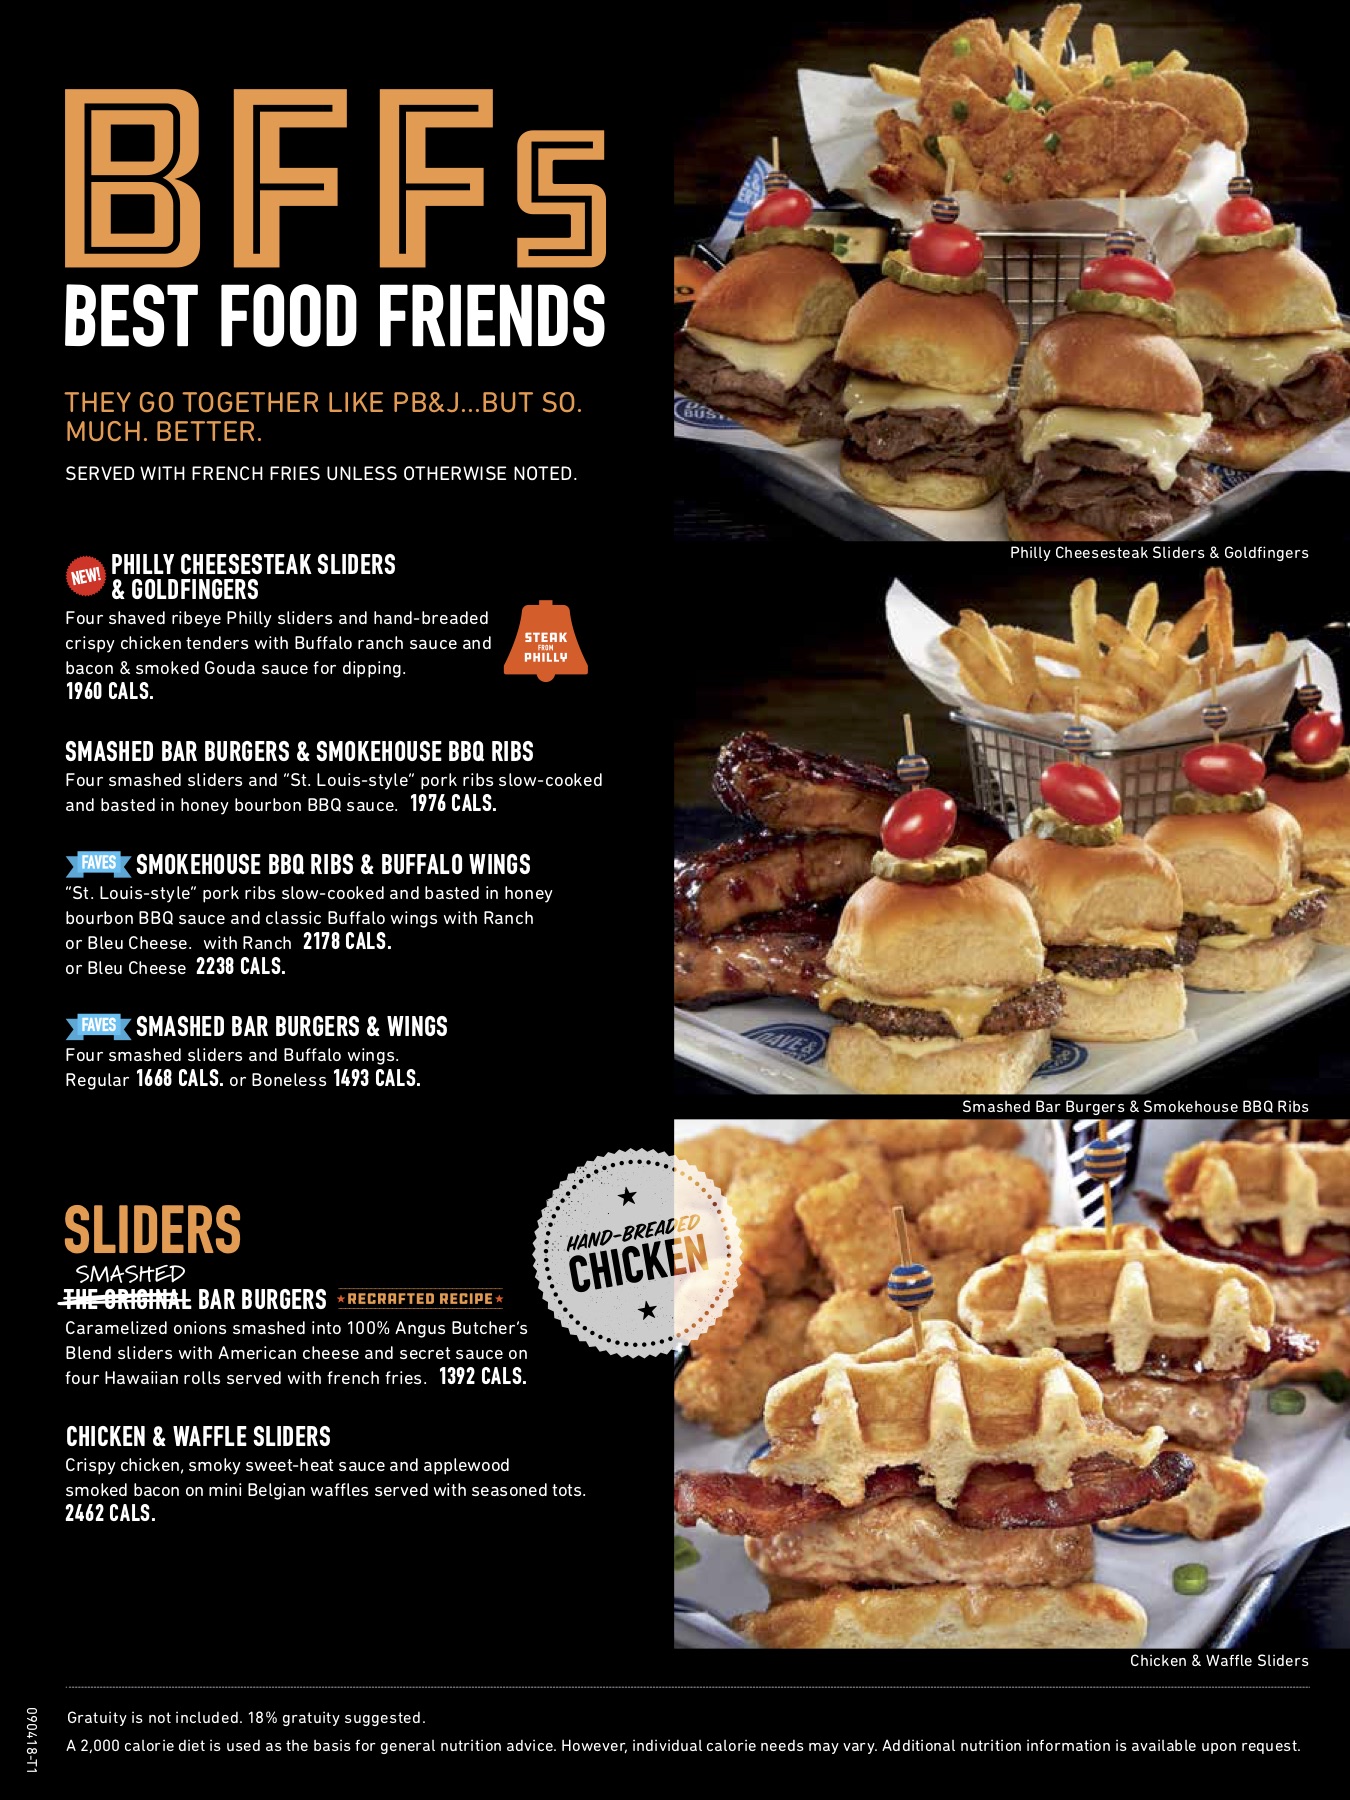 BFFs
BEST FOOD FRIENDS
THEY GO TOGETHER LIKE PB&J...BUT SO.
MUCH. BETTER.
SERVED WITH FRENCH FRIES UNLESS OTHERWISE NOTED.
NEW! PHILLY CHEESESTEAK SLIDERS
& GOLDFINGERS
Four shaved ribeye Philly sliders and hand-breaded
crispy chicken tenders with Buffalo ranch sauce and
bacon & smoked Gouda sauce for dipping.
1960 CALS.
STEAK
FROM
PHILLY
SMASHED BAR BURGERS & SMOKEHOUSE BBQ RIBS
Four smashed sliders and “St. Louis-style” pork ribs slow-cooked
and basted in honey bourbon BBQ sauce. 1976 CALS.
FAVES SMOKEHOUSE BBQ RIBS & BUFFALO WINGS
“St. Louis-style” pork ribs slow-cooked and basted in honey
bourbon BBQ sauce and classic Buffalo wings with Ranch
or Bleu Cheese. with Ranch 2178 CALS.
or Bleu Cheese 2238 CALS.
FAVES SMASHED BAR BURGERS & WINGS
Four smashed sliders and Buffalo wings.
Regular 1668 CALS. or Boneless 1493 CALS.
SLIDERS
SMASHED
THE ORIGINAL BAR BURGERS ★RECRAFTED RECIPE★
Caramelized onions smashed into 100% Angus Butcher’s
Blend sliders with American cheese and secret sauce on
four Hawaiian rolls served with french fries. 1392 CALS.
CHICKEN & WAFFLE SLIDERS
Crispy chicken, smoky sweet-heat sauce and applewood
smoked bacon on mini Belgian waffles served with seasoned tots.
2462 CALS.
HAND-BREADED
CHICKEN
Philly Cheesesteak Sliders & Goldfingers
DAVE &
Smashed Bar Burgers & Smokehouse BBQ Ribs
Chicken & Waffle Sliders
Gratuity is not included. 18% gratuity suggested.
A 2,000 calorie diet is used as the basis for general nutrition advice. However, individual calorie needs may vary. Additional nutrition information is available upon request.
090418-T1